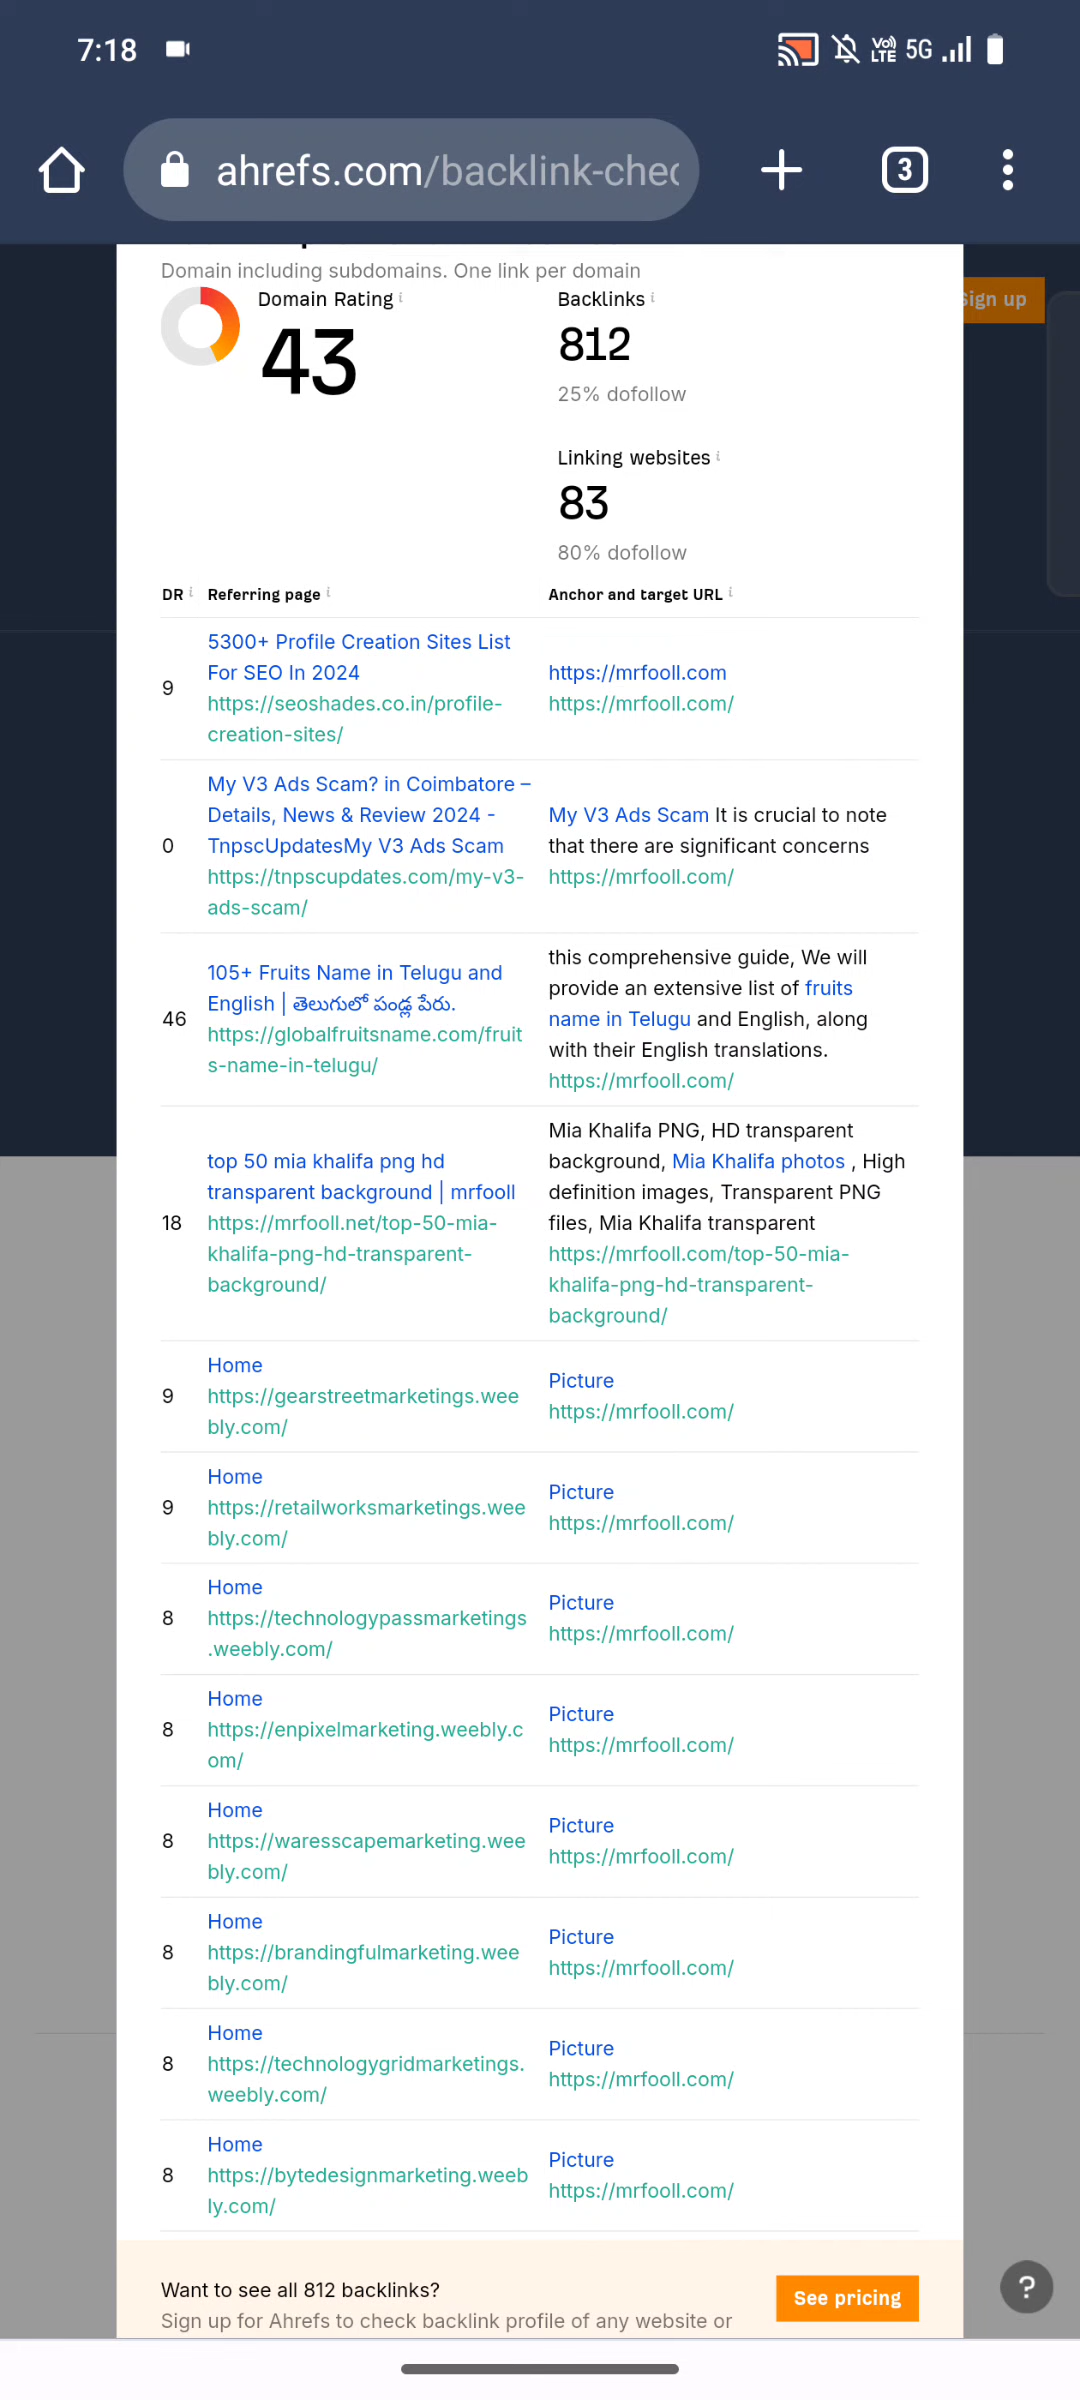 7:18
Vo)) LTE 5G
ahrefs.com/backlink-chec
3
Domain including subdomains. One link per domain
Sign up
Domain Rating i
43
Backlinks i
812
25% dofollow
Linking websites i
83
80% dofollow
DR i Referring page i Anchor and target URL i
9
5300+ Profile Creation Sites List
For SEO In 2024
https://seoshades.co.in/profile-
creation-sites/
https://mrfooll.com
https://mrfooll.com/
0
My V3 Ads Scam? in Coimbatore –
Details, News & Review 2024 -
TnpscUpdatesMy V3 Ads Scam
https://tnpscupdates.com/my-v3-
ads-scam/
My V3 Ads Scam It is crucial to note
that there are significant concerns
https://mrfooll.com/
46
105+ Fruits Name in Telugu and
English | తెలుగులో పండ్ల పేరు.
https://globalfruitsname.com/fruit
s-name-in-telugu/
this comprehensive guide, We will
provide an extensive list of fruits
name in Telugu and English, along
with their English translations.
https://mrfooll.com/
18
top 50 mia khalifa png hd
transparent background | mrfooll
https://mrfooll.net/top-50-mia-
khalifa-png-hd-transparent-
background/
Mia Khalifa PNG, HD transparent
background, Mia Khalifa photos , High
definition images, Transparent PNG
files, Mia Khalifa transparent
https://mrfooll.com/top-50-mia-
khalifa-png-hd-transparent-
background/
9
Home
https://gearstreetmarketings.wee
bly.com/
Picture
https://mrfooll.com/
9
Home
https://retailworksmarketings.wee
bly.com/
Picture
https://mrfooll.com/
8
Home
https://technologypassmarketings
.weebly.com/
Picture
https://mrfooll.com/
8
Home
https://enpixelmarketing.weebly.c
om/
Picture
https://mrfooll.com/
8
Home
https://waresscapemarketing.wee
bly.com/
Picture
https://mrfooll.com/
8
Home
https://brandingfulmarketing.wee
bly.com/
Picture
https://mrfooll.com/
8
Home
https://technologygridmarketings.
weebly.com/
Picture
https://mrfooll.com/
8
Home
https://bytedesignmarketing.weeb
ly.com/
Picture
https://mrfooll.com/
Want to see all 812 backlinks?
Sign up for Ahrefs to check backlink profile of any website or
See pricing
?